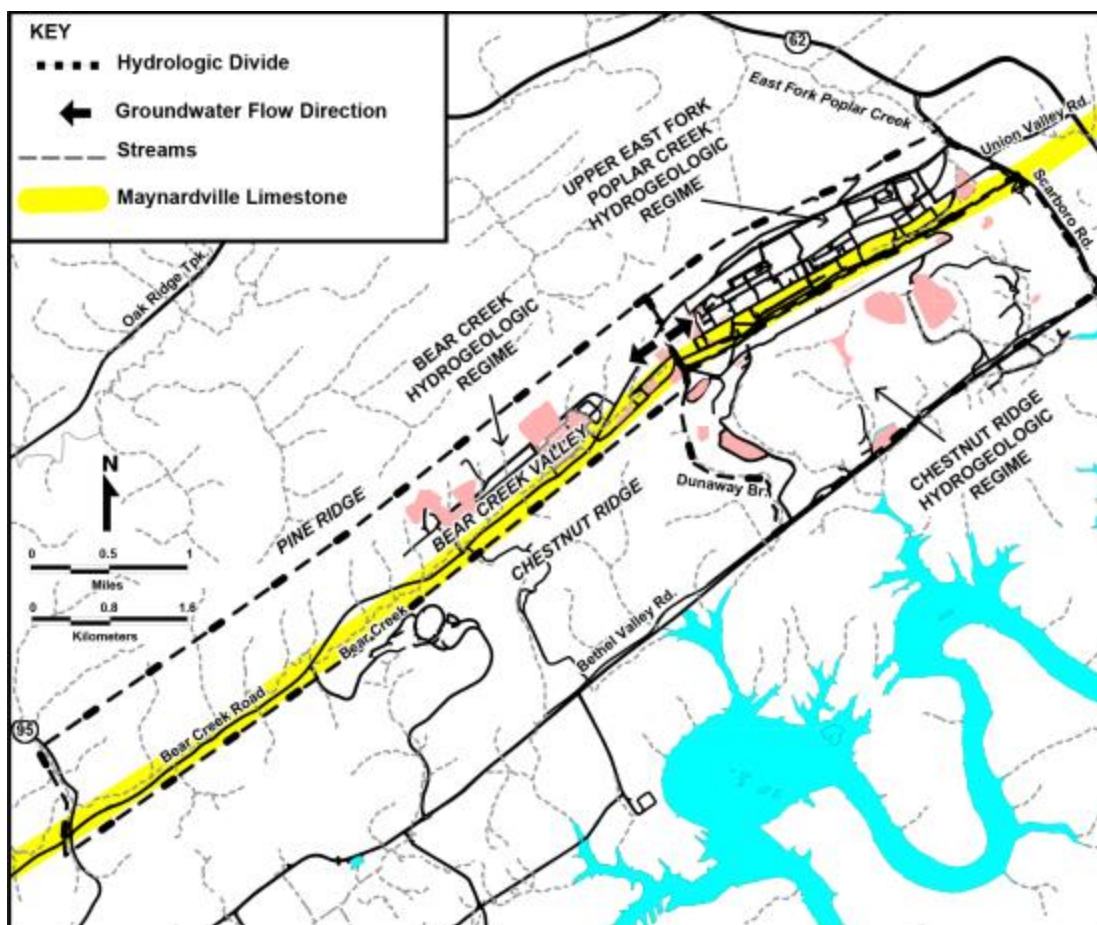 KEY
Hydrologic Divide
Groundwater Flow Direction
Streams
Maynardville Limestone
62
East Fork Poplar Creek
Union Valley Rd.
Scarboro Rd.
UPPER EAST FORK
POPLAR CREEK
HYDROGEOLOGIC
REGIME
Oak Ridge Tpk.
BEAR CREEK
HYDROGEOLOGIC
REGIME
BEAR CREEK VALLEY
PINE RIDGE
CHESTNUT RIDGE
Dunaway Br.
CHESTNUT RIDGE
HYDROGEOLOGIC
REGIME
N
0 0.5 1
Miles
0 0.8 1.6
Kilometers
Bear Creek
Bethel Valley Rd.
Bear Creek Road
95